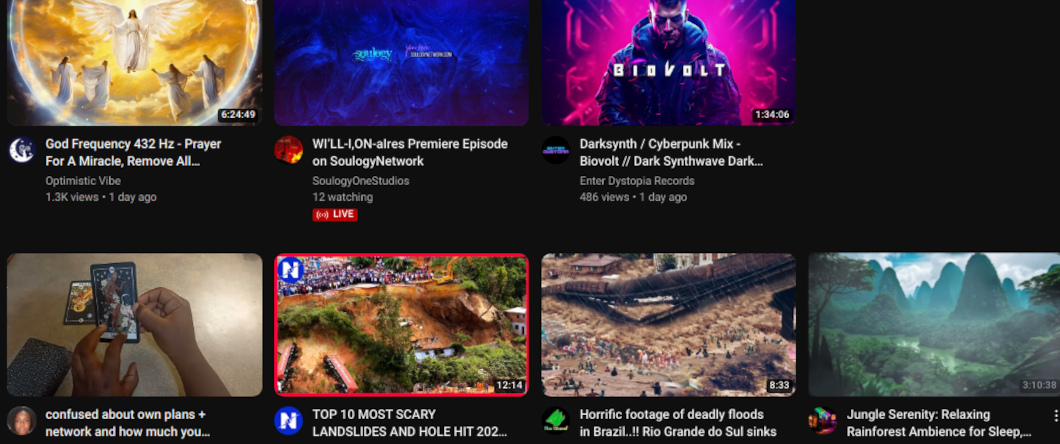 6:24:49
soulogy
SOULOGYNETWORK.COM
BIOVOLT
1:34:06
God Frequency 432 Hz - Prayer
For A Miracle, Remove All...
Optimistic Vibe
1.3K views • 1 day ago
WI'LL-I,ON-alres Premiere Episode
on SoulogyNetwork
SoulogyOneStudios
12 watching
LIVE
Darksynth / Cyberpunk Mix -
Biovolt // Dark Synthwave Dark...
Enter Dystopia Records
486 views • 1 day ago
N
12:14
8:33
3:10:38
confused about own plans +
network and how much you...
N
TOP 10 MOST SCARY
LANDSLIDES AND HOLE HIT 202...
Horrific footage of deadly floods
in Brazil..!! Rio Grande do Sul sinks
Jungle Serenity: Relaxing
Rainforest Ambience for Sleep,...